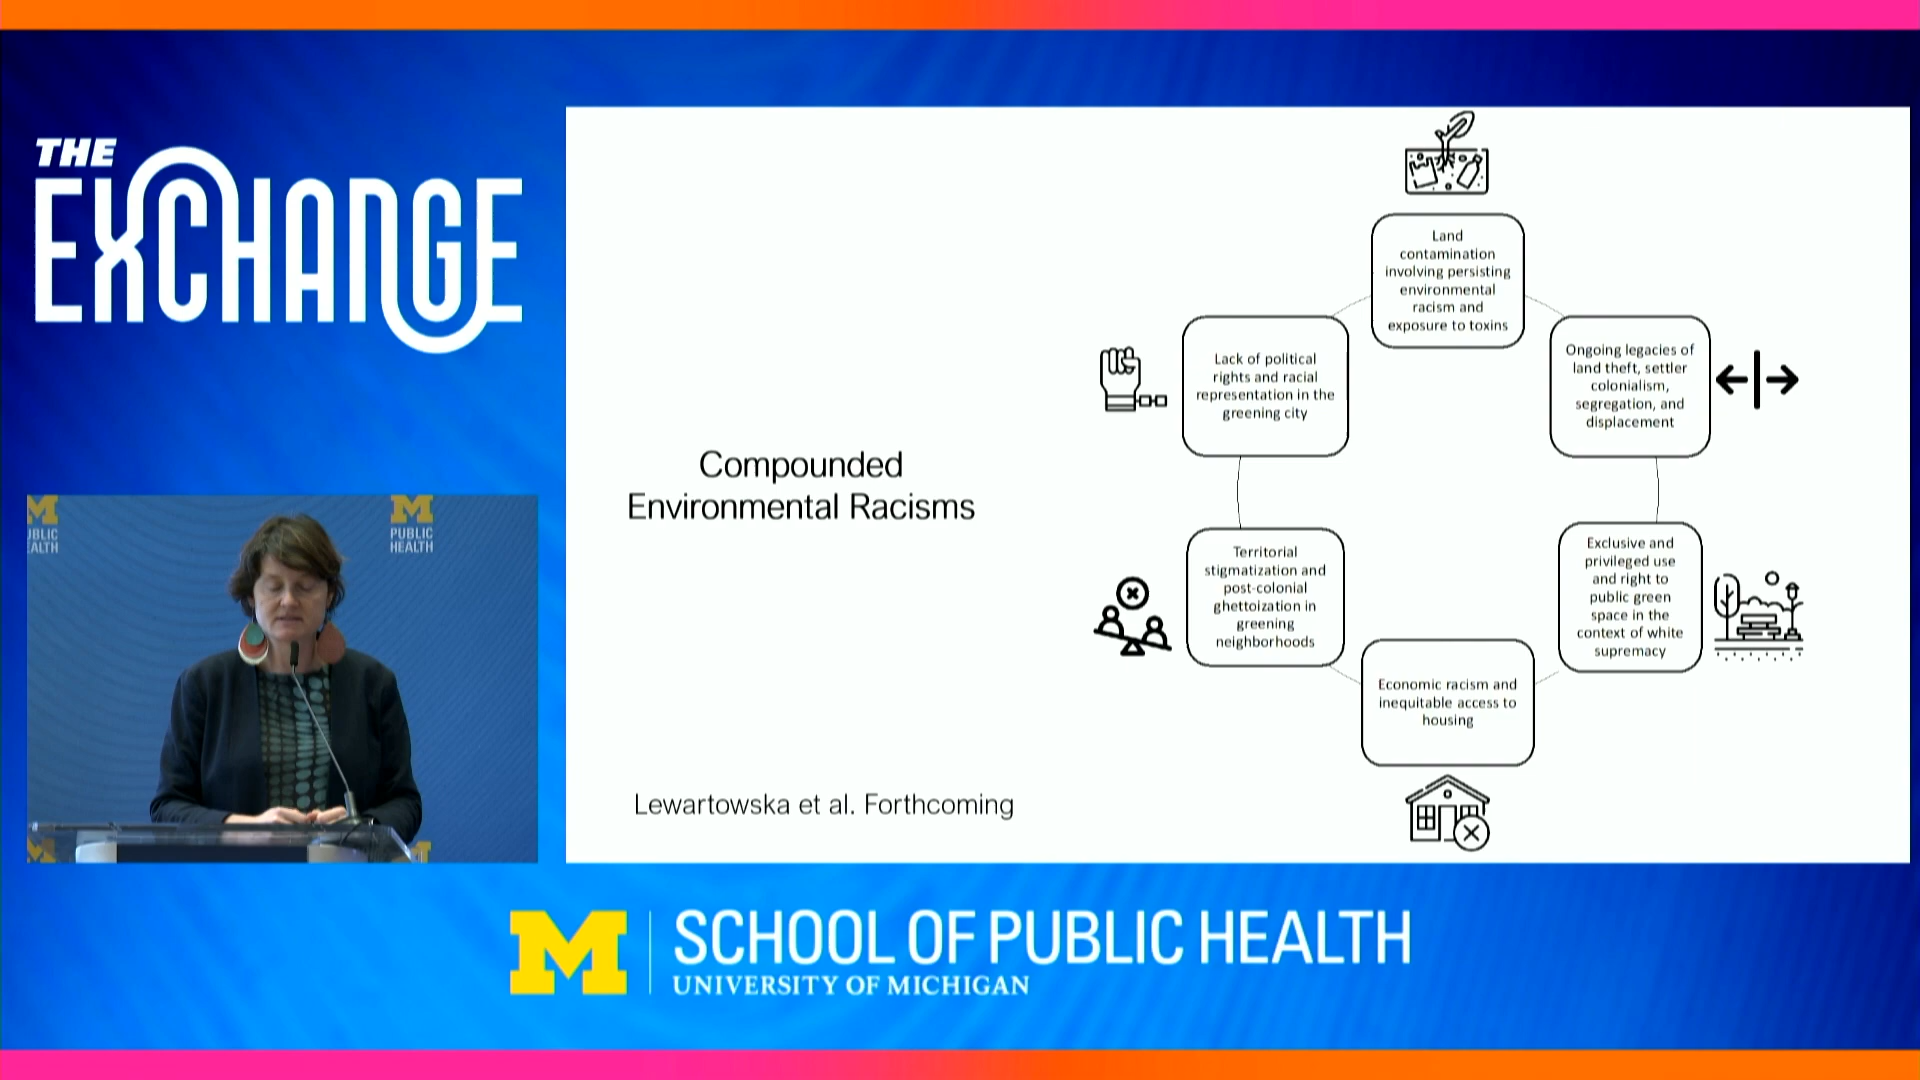 THE
EXCHANGE
Land
contamination
involving persisting
environmental
racism and
exposure to toxins
Lack of political
rights and racial
representation in the
greening city
Ongoing legacies of
land theft, settler
colonialism,
segregation, and
displacement
Compounded
Environmental Racisms
Territorial
stigmatization and
post-colonial
ghettoization in
greening
neighborhoods
Exclusive and
privileged use
and right to
public green
space in the
context of white
supremacy
Economic racism and
inequitable access to
housing
Lewartowska et al. Forthcoming
M
UBLIC
EALTH
M
PUBLIC
HEALTH
M
SCHOOL OF PUBLIC HEALTH
UNIVERSITY OF MICHIGAN